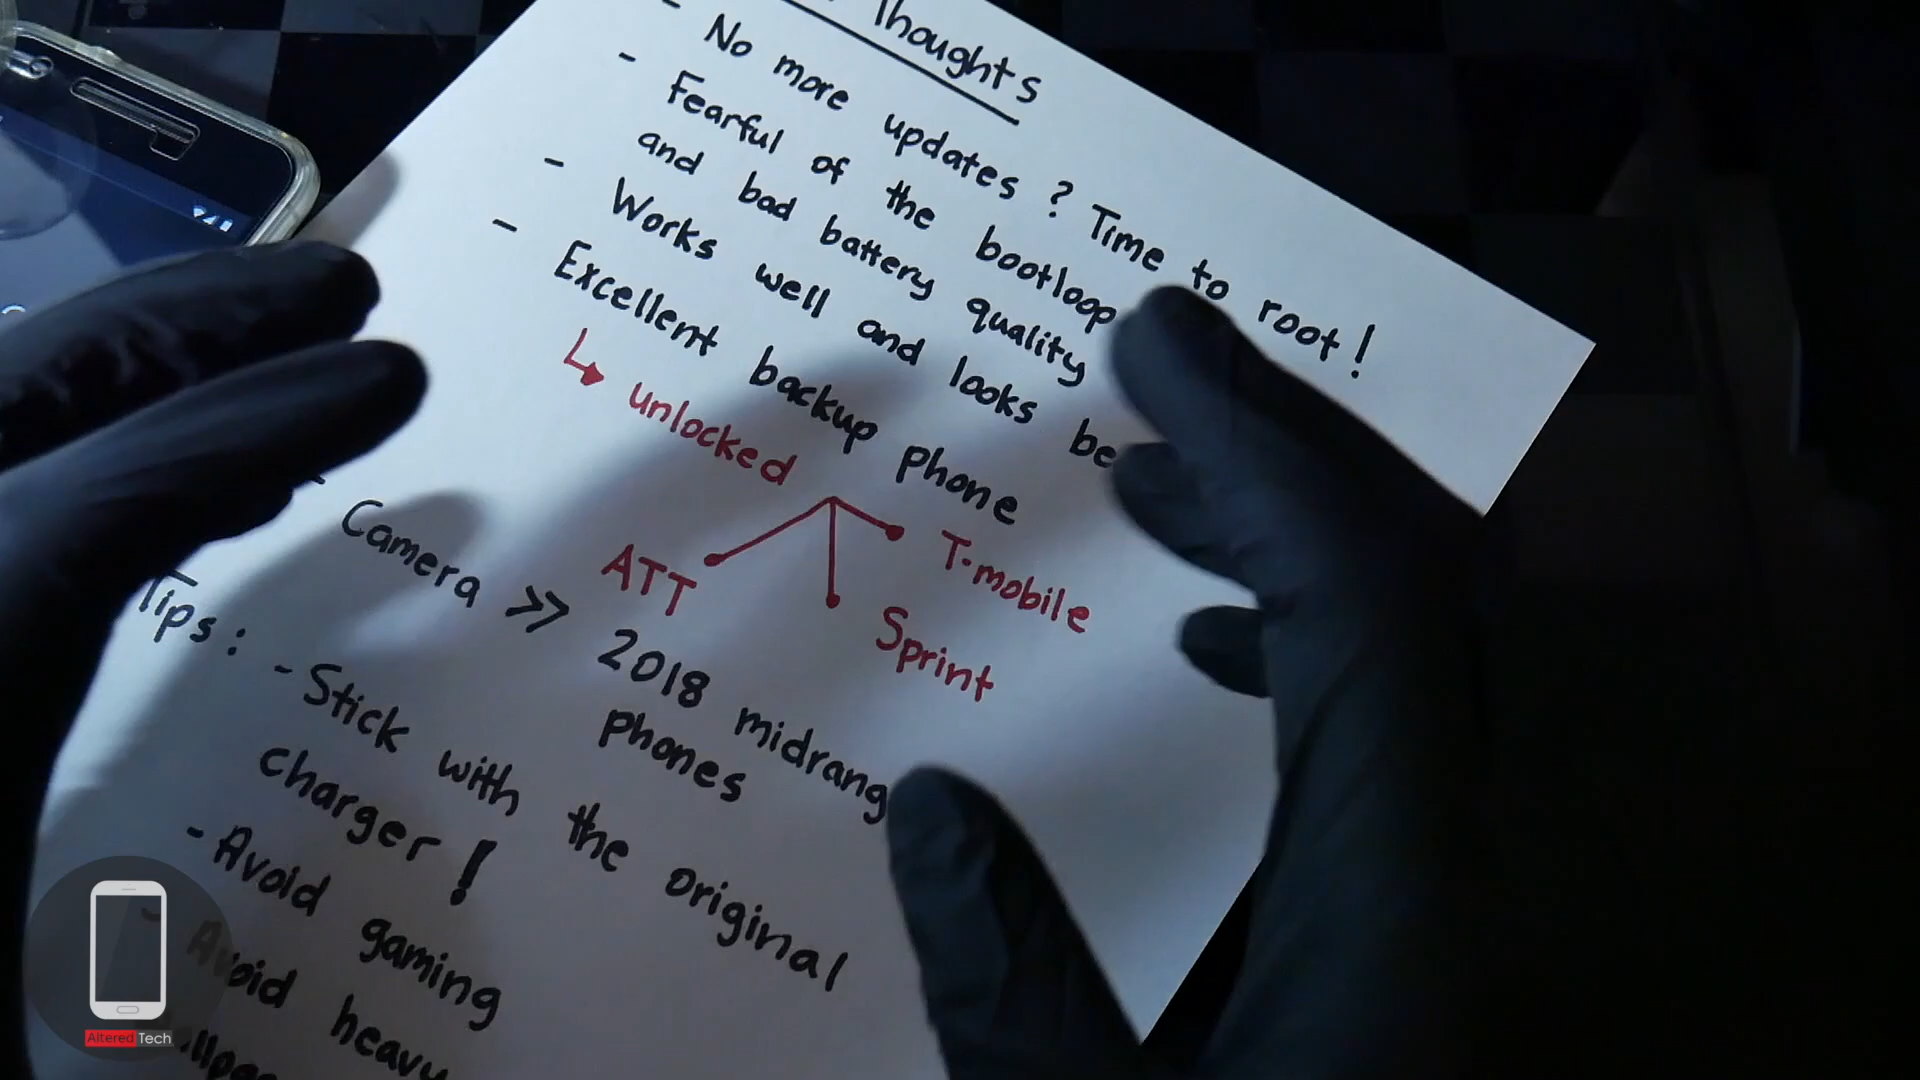 Thoughts
- No more updates? Time to root!
- Fearful of the bootloop
and bad battery quality
- Works well and looks
- Excellent backup phone
unlocked
ATT
Sprint
T-mobile
- Camera >> 2018
phones
Tips: - Stick with the original
charger!
- Avoid gaming
- Avoid heavy
Altered Tech